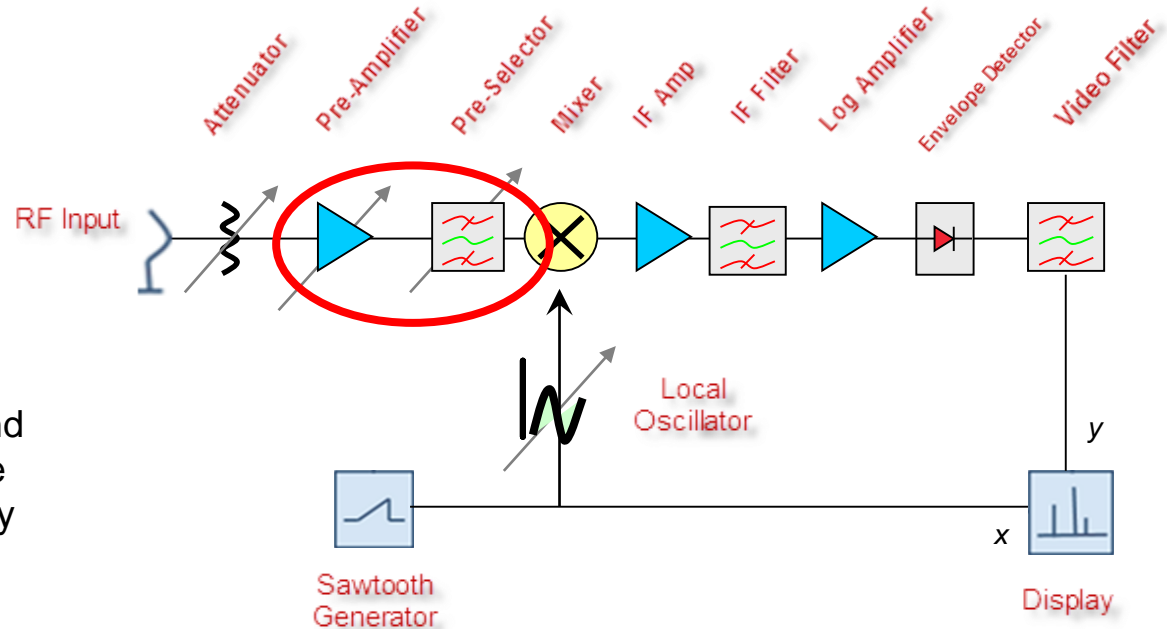 Attenuator
Pre-Amplifier
Pre-Selector
Mixer
IF Amp
IF Filter
Log Amplifier
Envelope Detector
Video Filter
RF Input
Local
Oscillator
nd
e
y
y
x
Sawtooth
Generator
Display